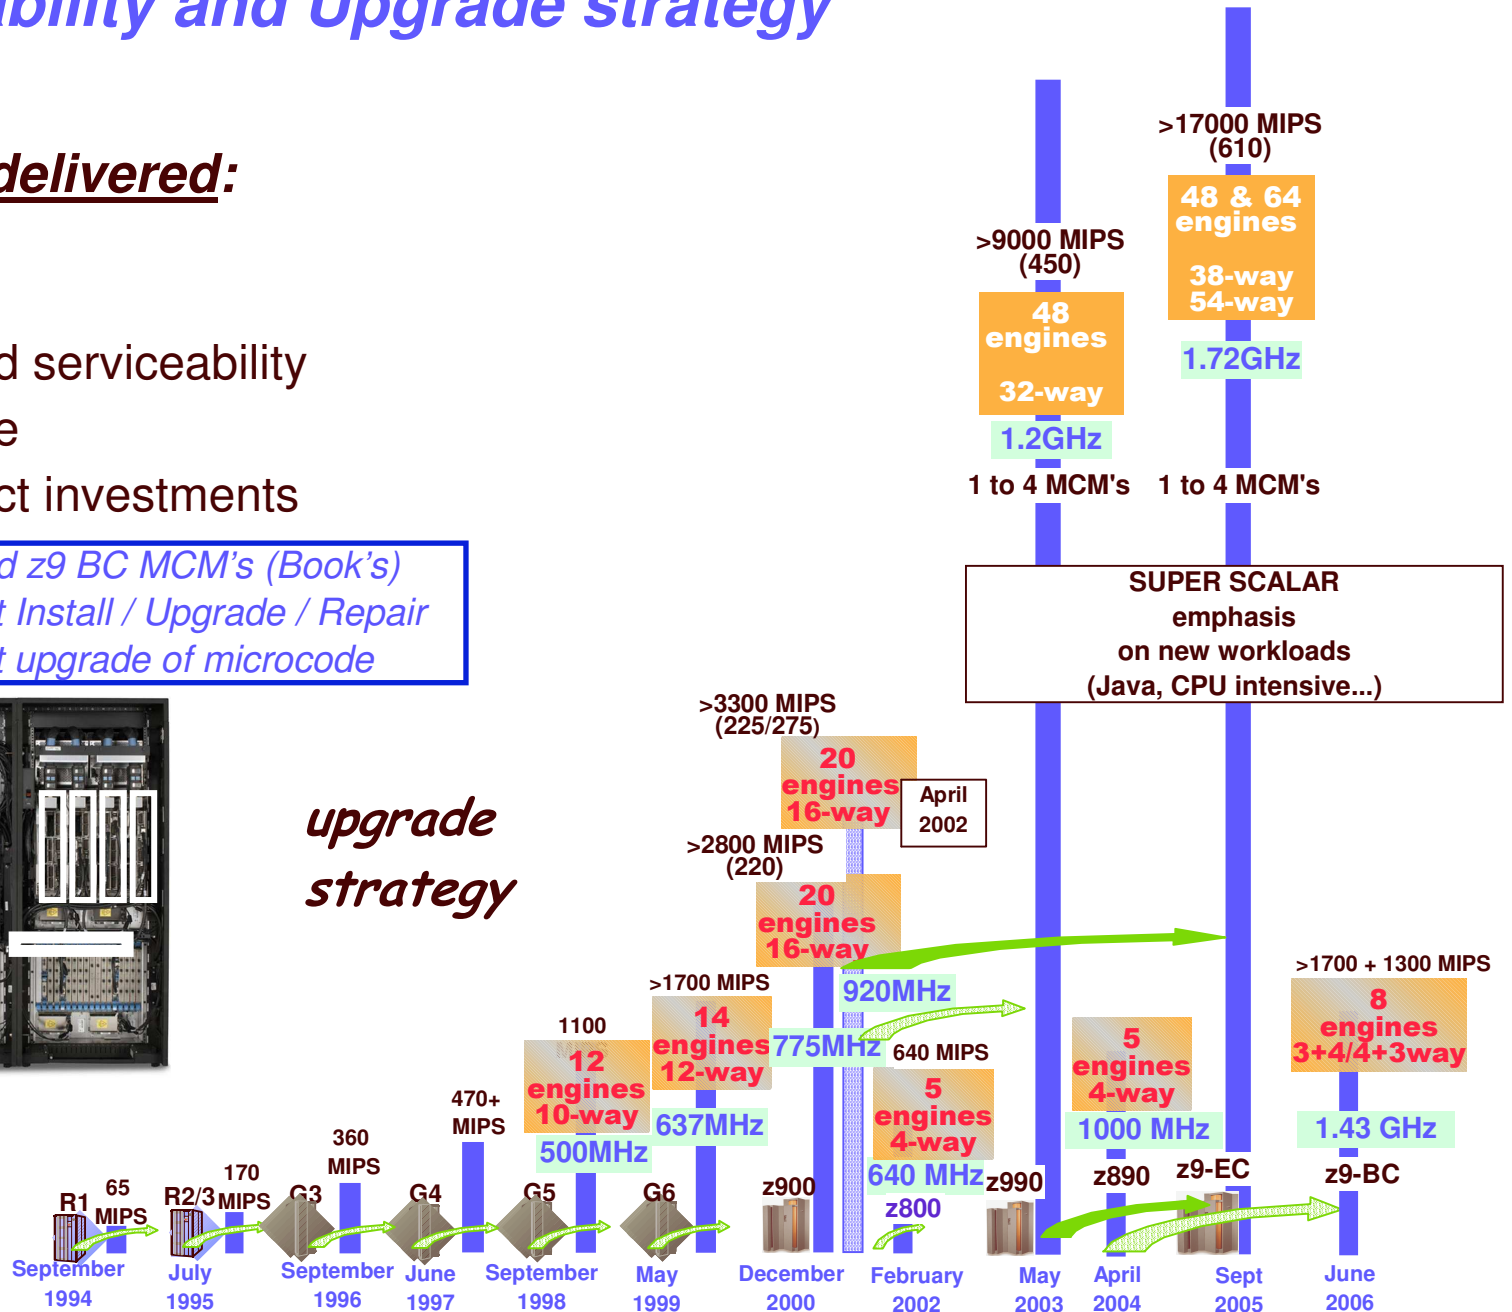 ability and Upgrade strategy
delivered:
d serviceability
e
ct investments
d z9 BC MCM's (Book's)
t Install / Upgrade / Repair
t upgrade of microcode
upgrade
strategy
>17000 MIPS
(610)
48 & 64
engines
38-way
54-way
1.72GHz
1 to 4 MCM's
>9000 MIPS
(450)
48
engines
32-way
1.2GHz
1 to 4 MCM's
SUPER SCALAR
emphasis
on new workloads
(Java, CPU intensive...)
>3300 MIPS
(225/275)
20
engines
16-way
April
2002
>2800 MIPS
(220)
20
engines
16-way
920MHz
775MHz
>1700 MIPS
14
engines
12-way
637MHz
1100
12
engines
10-way
500MHz
640 MIPS
5
engines
4-way
640 MHz
z800
5
engines
4-way
1000 MHz
z890
>1700 + 1300 MIPS
8
engines
3+4/4+3way
1.43 GHz
z9-BC
z9-EC
z990
z900
470+
MIPS
360
MIPS
170
MIPS
65
MIPS
R1
R2/3
G3
G4
G5
G6
September
1994
July
1995
September
1996
June
1997
September
1998
May
1999
December
2000
February
2002
May
2003
April
2004
Sept
2005
June
2006